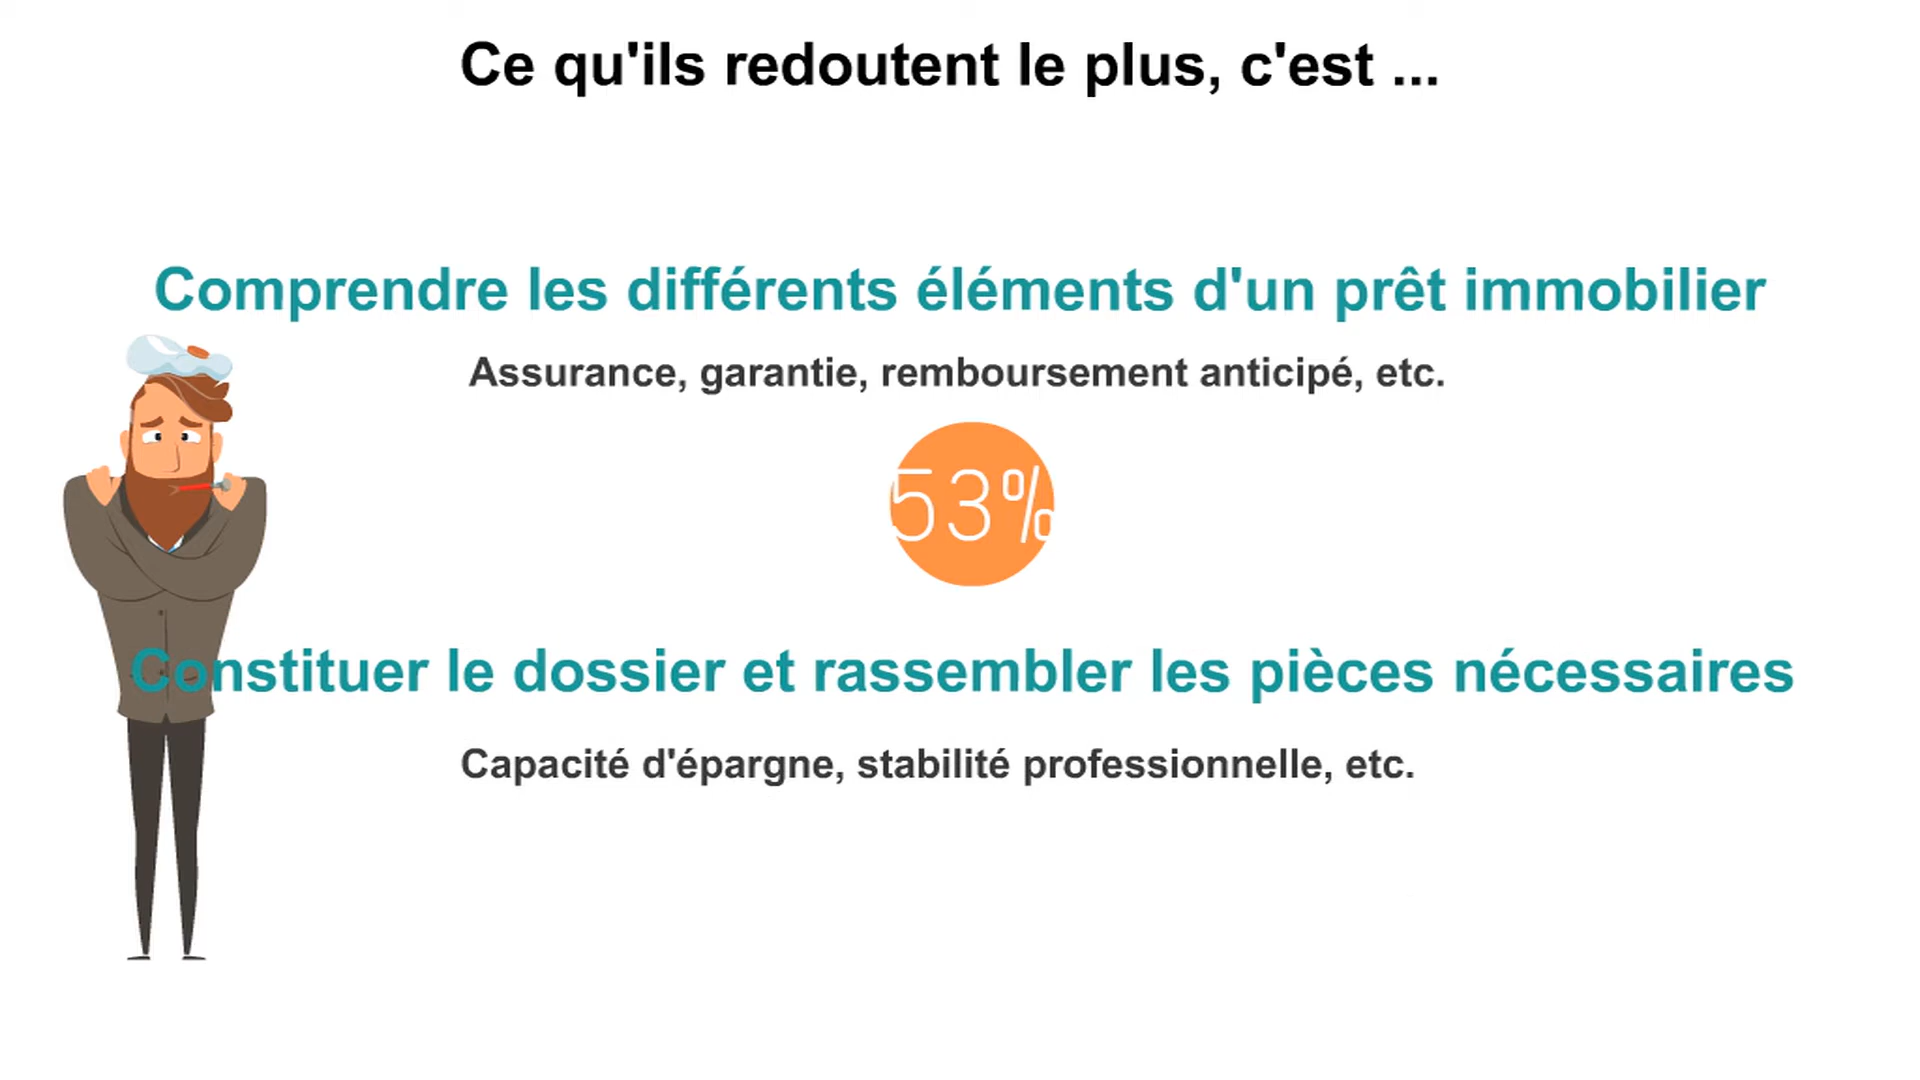 Ce qu'ils redoutent le plus, c'est ...
Comprendre les différents éléments d'un prêt immobilier
Assurance, garantie, remboursement anticipé, etc.
53%
Constituer le dossier et rassembler les pièces nécessaires
Capacité d'épargne, stabilité professionnelle, etc.